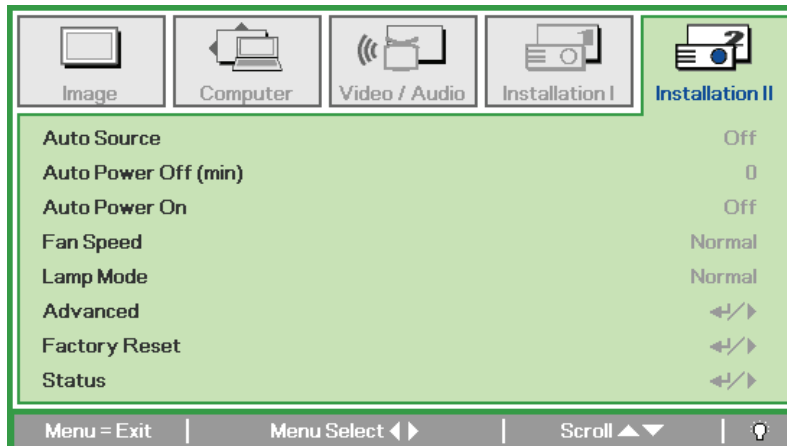 Image Computer Video / Audio Installation I Installation II
Auto Source Off
Auto Power Off (min) 0
Auto Power On Off
Fan Speed Normal
Lamp Mode Normal
Advanced
Factory Reset
Status
Menu = Exit Menu Select Scroll